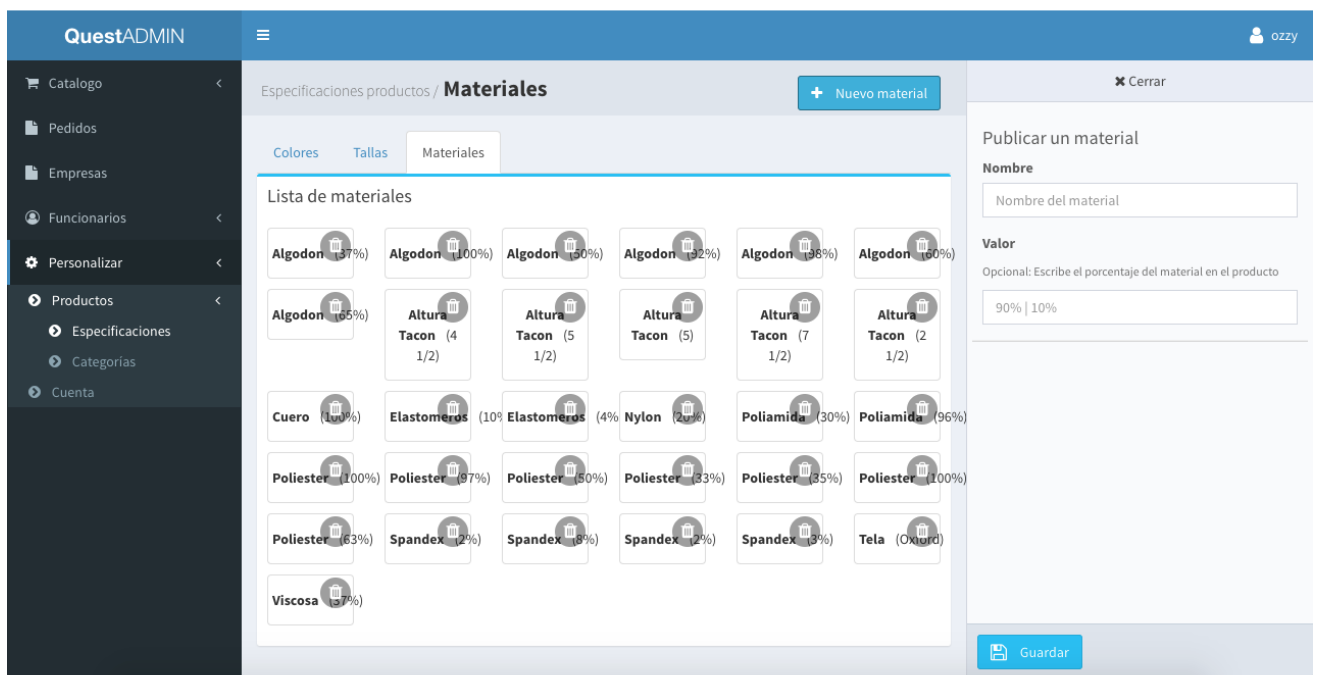 QuestADMIN
ozzy
Catalogo
Pedidos
Empresas
Funcionarios
Personalizar
Productos
Especificaciones
Categorias
Cuenta
Especificaciones productos / Materiales
+ Nuevo material
Colores Tallas Materiales
Lista de materiales
Algodon (37%) Algodon (100%) Algodon (50%) Algodon (92%) Algodon (98%) Algodon (60%)
Algodon (65%) Altura Altura Altura Altura Altura
Tacon (4 Tacon (5 Tacon (5) Tacon (7 Tacon (2
1/2) 1/2) 1/2) 1/2)
Cuero (100%) Elastomeros (10% Elastomeros (4% Nylon (20%) Poliamida (30%) Poliamida (96%)
Poliester (100%) Poliester (97%) Poliester (50%) Poliester (33%) Poliester (35%) Poliester (100%)
Poliester (63%) Spandex (2%) Spandex (8%) Spandex (2%) Spandex (3%) Tela (Oxford)
Viscosa (37%)
Cerrar
Publicar un material
Nombre
Nombre del material
Valor
Opcional: Escribe el porcentaje del material en el producto
90% | 10%
Guardar